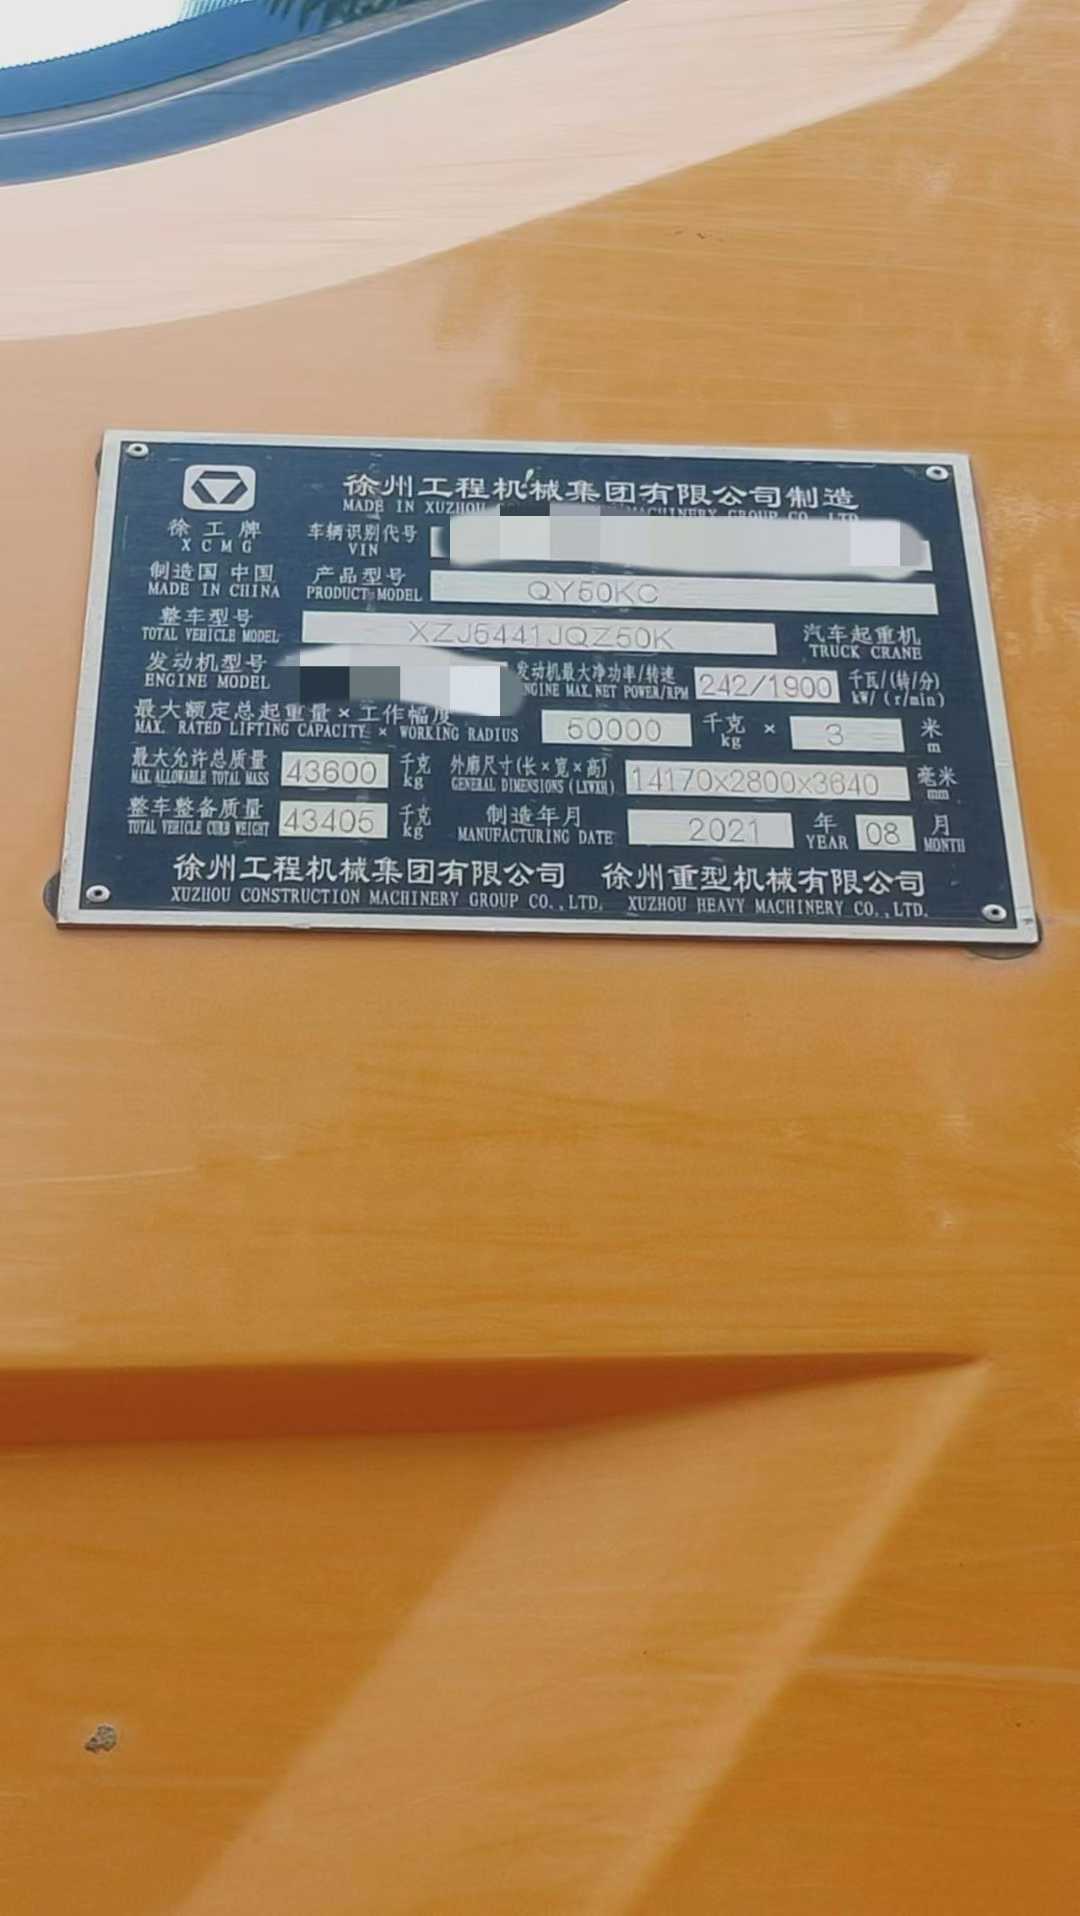 徐州工程机械集团有限公司制造
MADE IN XUZHOU MACHINERY GROUP CO., LTD.
徐工牌
XCMG
车辆识别代号
VIN
制造国 中国
MADE IN CHINA
产品型号
PRODUCT MODEL
QY50KC
整车型号
TOTAL VEHICLE MODEL
XZJ5441JQZ50K
汽车起重机
TRUCK CRANE
发动机型号
ENGINE MODEL
发动机最大净功率/转速
ENGINE MAX.NET POWER/RPM
242/1900
千瓦/(转/分)
kW/(r/min)
最大额定总起重量×工作幅度
MAX. RATED LIFTING CAPACITY × WORKING RADIUS
50000
千克
kg
×
3
米
m
最大允许总质量
MAX ALLOWABLE TOTAL MASS
43600
千克
kg
外廓尺寸(长×宽×高)
GENERAL DIMENSIONS (LXWXH)
14170x2800x3640
毫米
mm
整车整备质量
TOTAL VEHICLE CURB WEIGHT
43405
千克
kg
制造年月
MANUFACTURING DATE
2021
年
YEAR
08
月
MONTH
徐州工程机械集团有限公司 徐州重型机械有限公司
XUZHOU CONSTRUCTION MACHINERY GROUP CO.,LTD. XUZHOU HEAVY MACHINERY CO.,LTD.